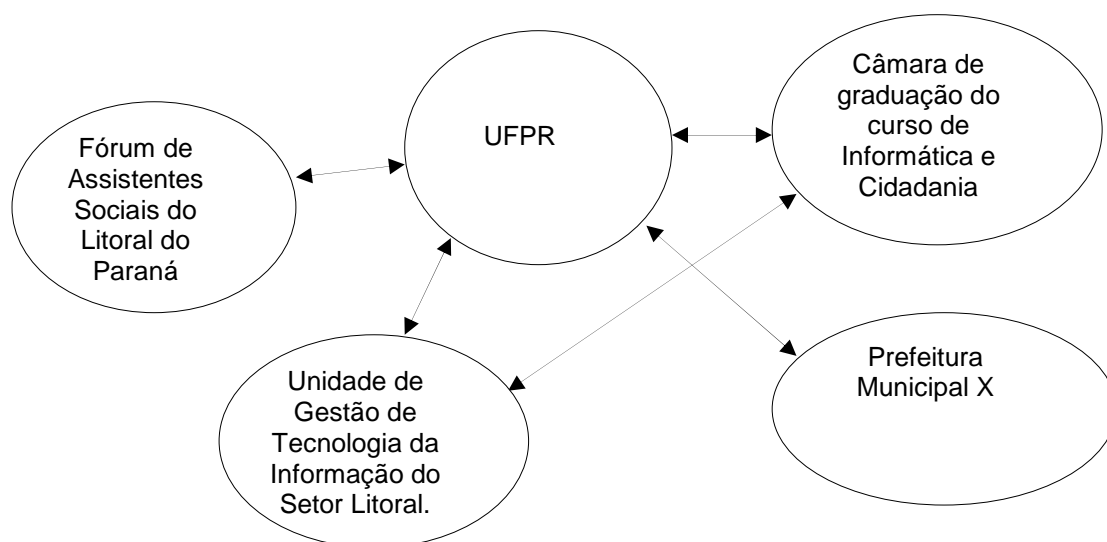 Fórum de
Assistentes
Sociais do
Litoral do
Paraná
UFPR
Câmara de
graduação do
curso de
Informática e
Cidadania
Unidade de
Gestão de
Tecnologia da
Informação do
Setor Litoral.
Prefeitura
Municipal X